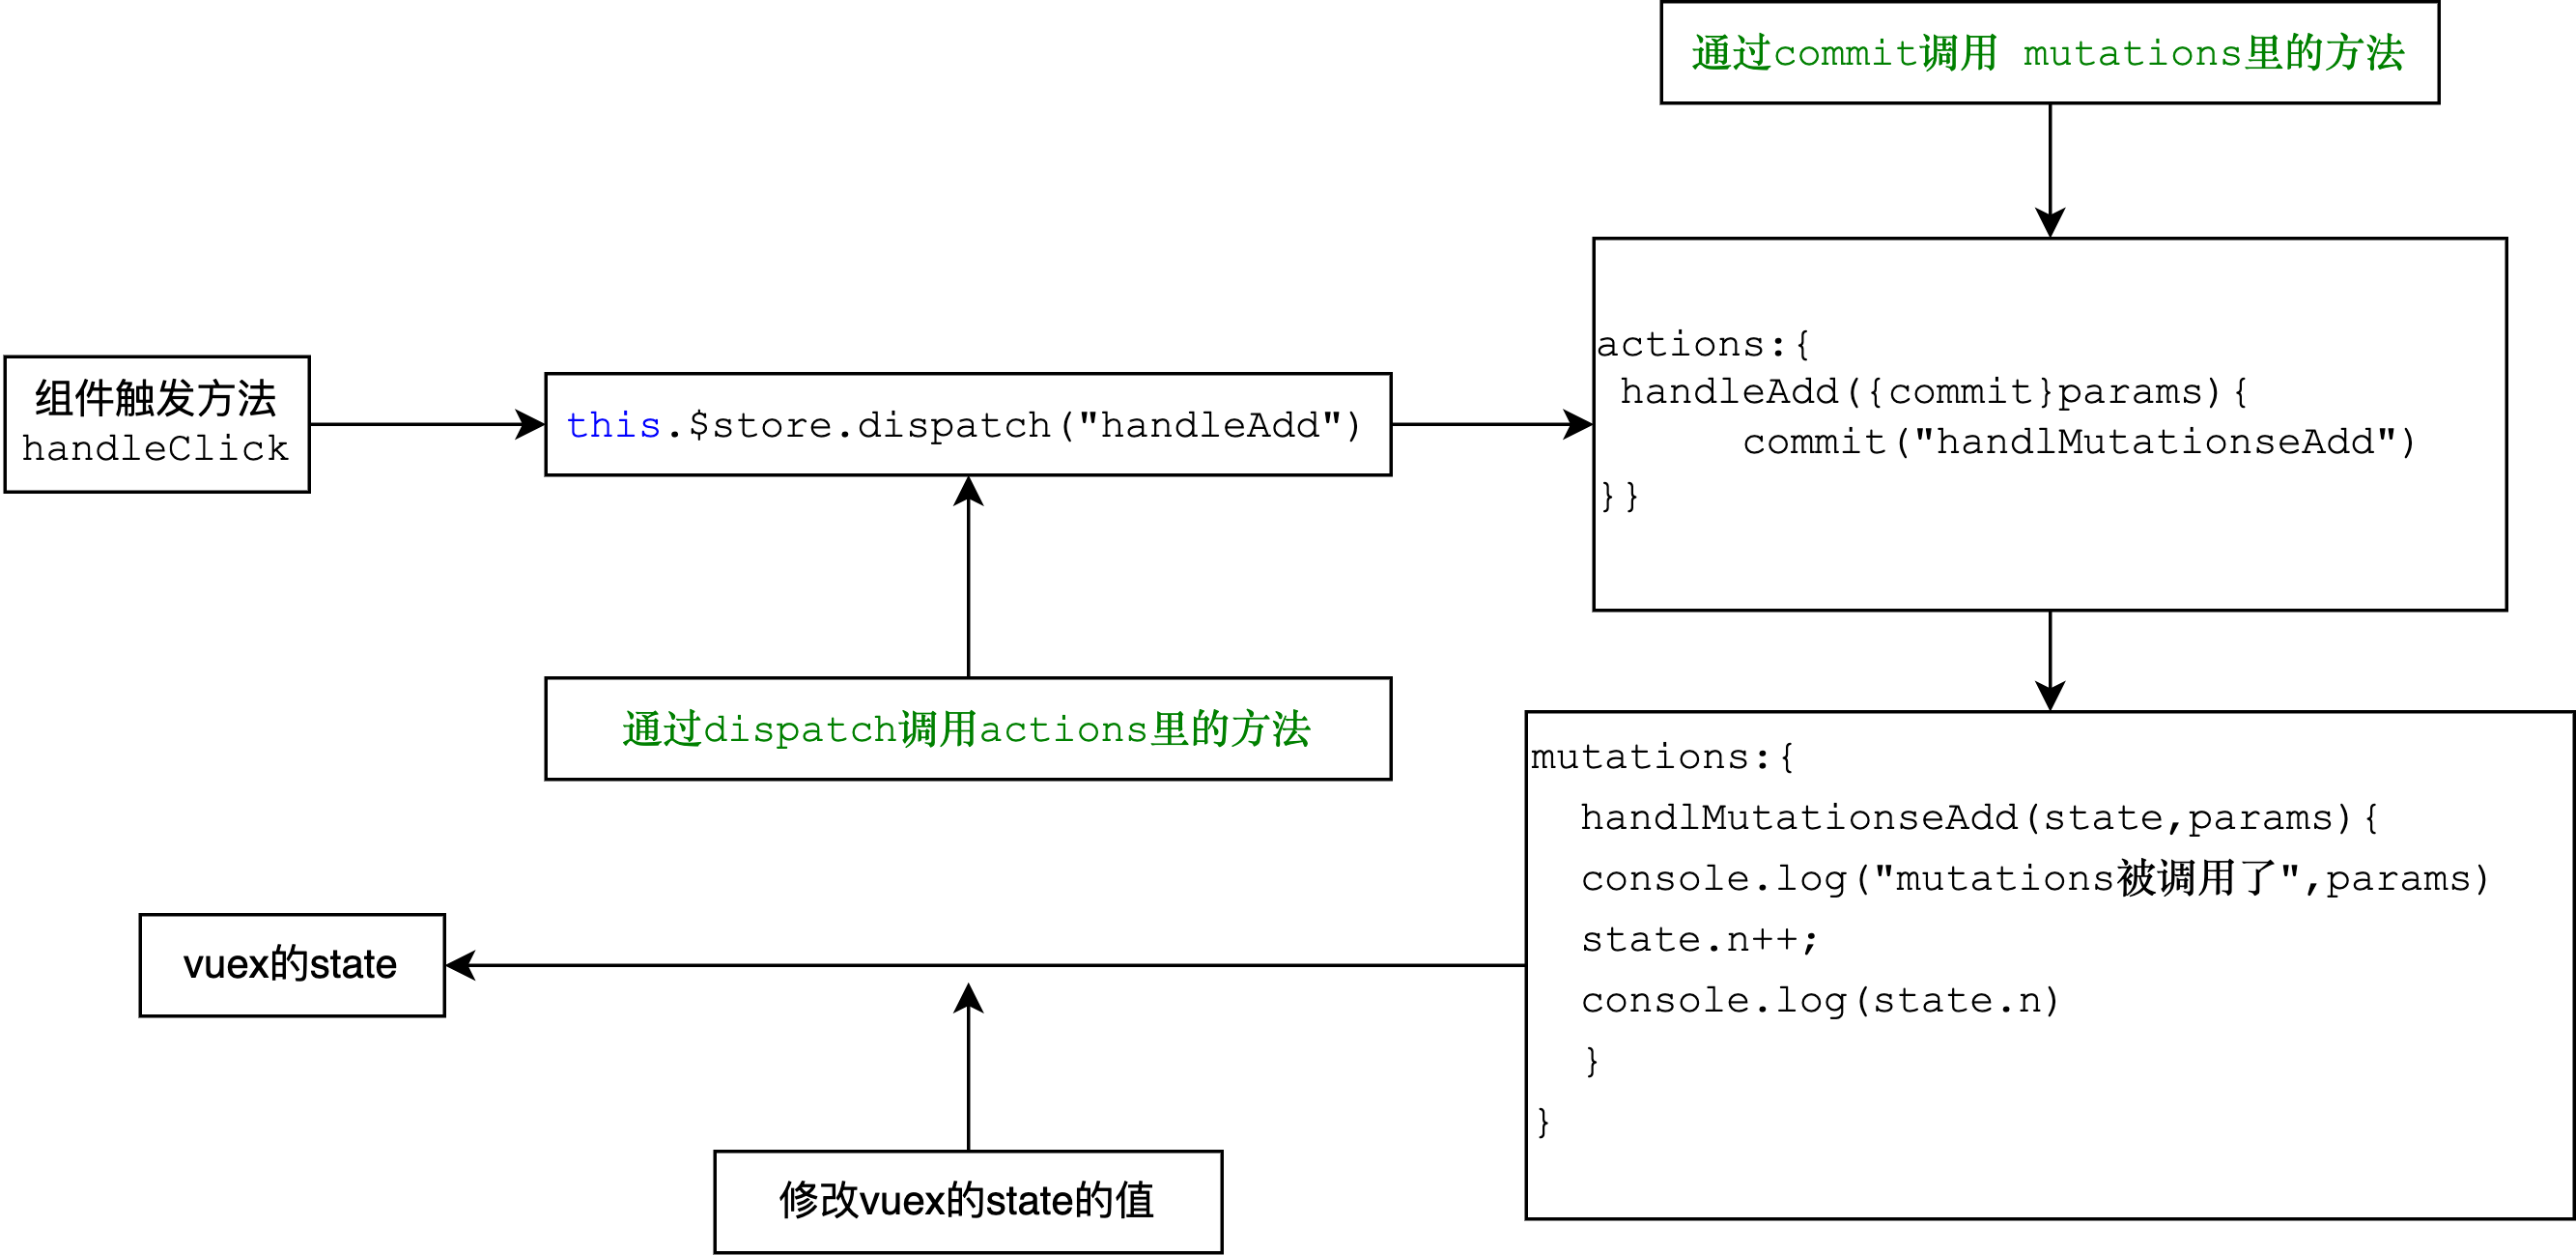 通过commit调用 mutations里的方法
组件触发方法
handleClick
this.$store.dispatch("handleAdd")
actions:{
handleAdd({commit}params){
commit("handlMutationseAdd")
}}
通过dispatch调用actions里的方法
mutations:{
handlMutationseAdd(state,params){
console.log("mutations被调用了",params)
state.n++;
console.log(state.n)
}
}
vuex的state
修改vuex的state的值